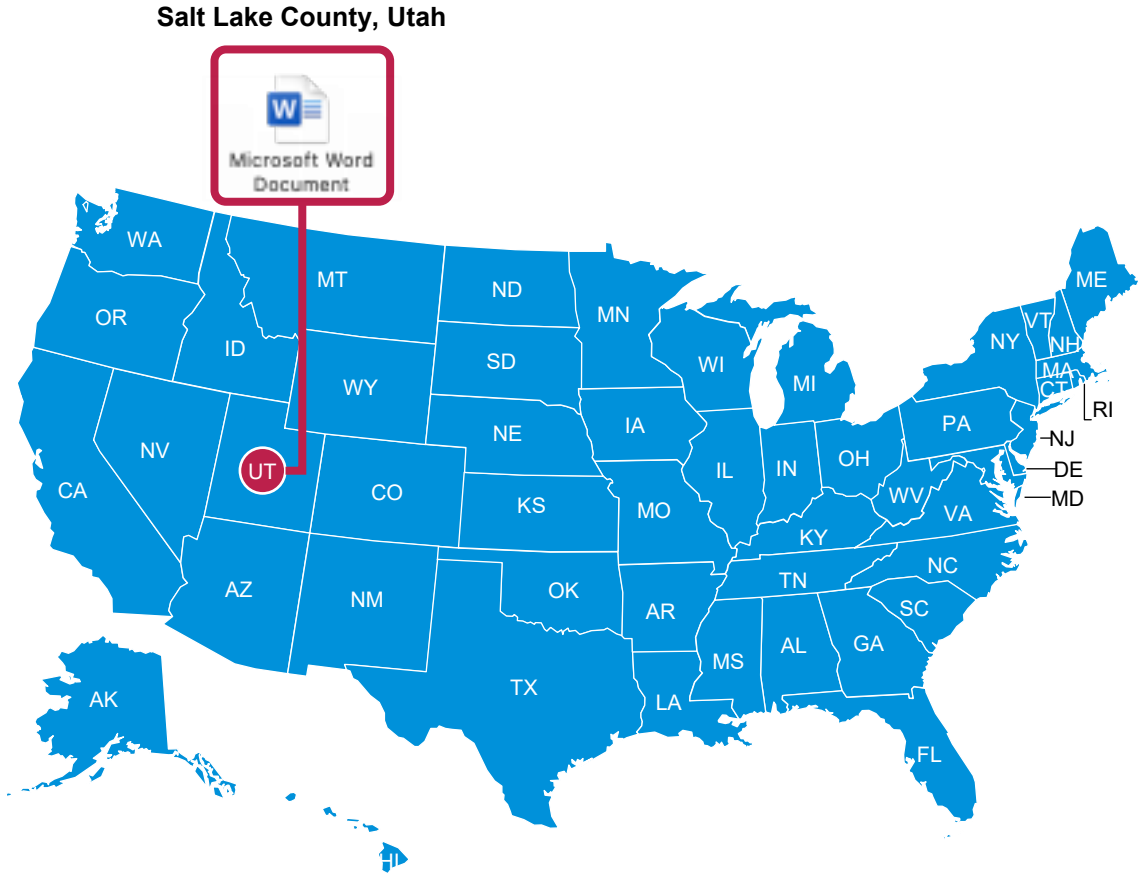 Salt Lake County, Utah
W
Microsoft Word
Document
WA
MT
ND
MN
ME
OR
ID
SD
WI
MI
NY
VT
NH
MA
CT
RI
WY
NV
UT
CO
NE
IA
IL
IN
OH
PA
NJ
DE
MD
CA
KS
MO
WV
VA
KY
AZ
NM
OK
AR
TN
NC
SC
MS
AL
GA
TX
LA
AK
FL
HI